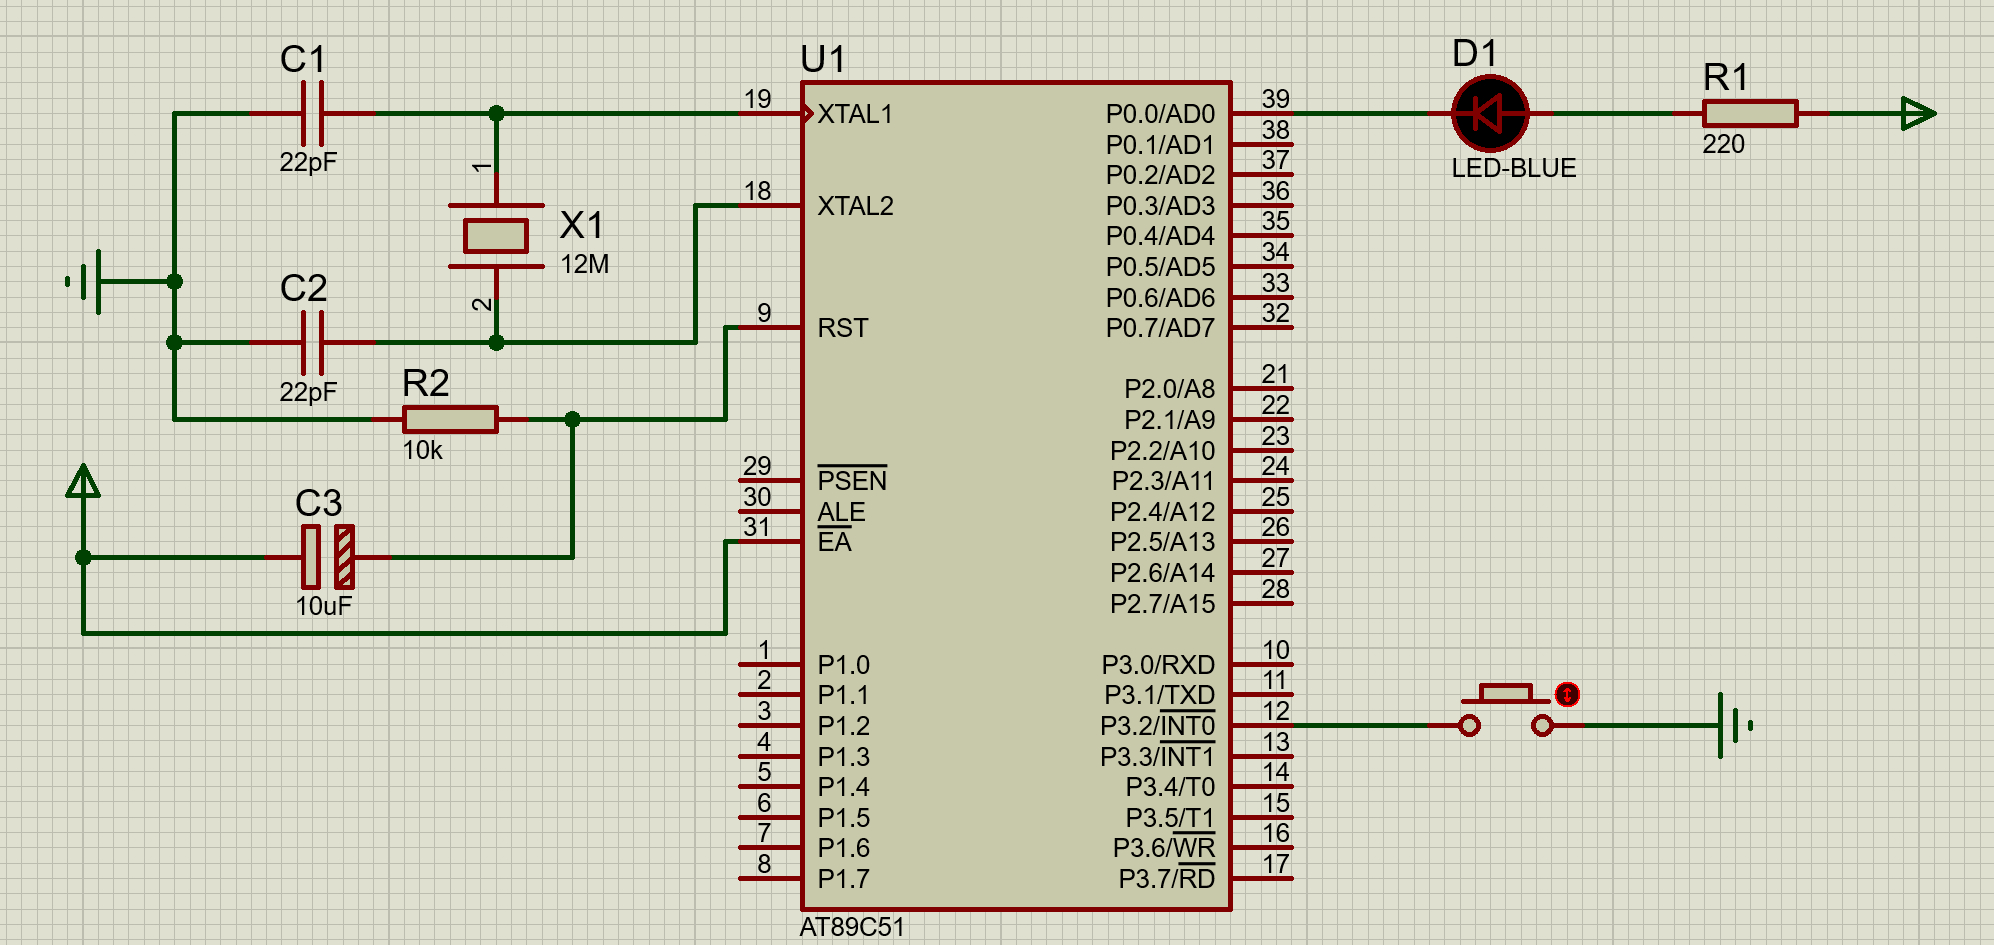 C1
22pF
1
X1
12M
2
C2
22pF
R2
10k
C3
10uF
U1
19 XTAL1
18 XTAL2
9 RST
29 PSEN
30 ALE
31 EA
1 P1.0
2 P1.1
3 P1.2
4 P1.3
5 P1.4
6 P1.5
7 P1.6
8 P1.7
P0.0/AD0 39
P0.1/AD1 38
P0.2/AD2 37
P0.3/AD3 36
P0.4/AD4 35
P0.5/AD5 34
P0.6/AD6 33
P0.7/AD7 32
P2.0/A8 21
P2.1/A9 22
P2.2/A10 23
P2.3/A11 24
P2.4/A12 25
P2.5/A13 26
P2.6/A14 27
P2.7/A15 28
P3.0/RXD 10
P3.1/TXD 11
P3.2/INT0 12
P3.3/INT1 13
P3.4/T0 14
P3.5/T1 15
P3.6/WR 16
P3.7/RD 17
AT89C51
D1
LED-BLUE
R1
220